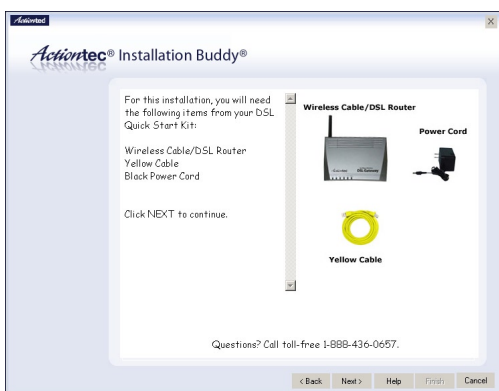 Actiontec
Actiontec® Installation Buddy®
For this installation, you will need
the following items from your DSL
Quick Start Kit:
Wireless Cable/DSL Router
Yellow Cable
Black Power Cord
Click NEXT to continue.
Wireless Cable/DSL Router
Power Cord
Yellow Cable
Questions? Call toll-free 1-888-436-0657.
< Back
Next >
Help
Finish
Cancel